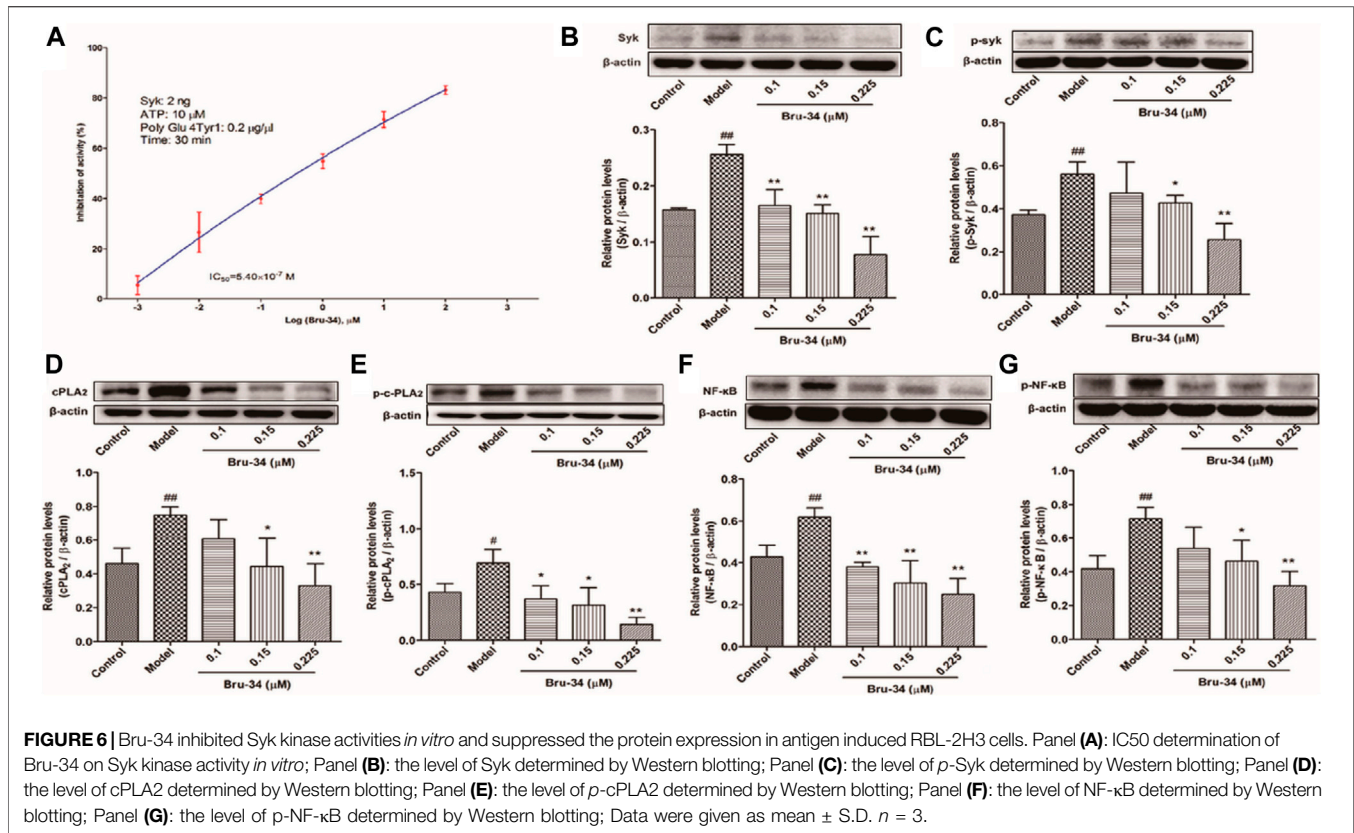 A
Inhibitation of activity (%)
100
80
60
40
20
0
Syk: 2 ng
ATP: 10 μM
Poly Glu 4Tyr1: 0.2 μg/μl
Time: 30 min
IC50=5.40×10-7 M
-3 -2 -1 0 1 2 3
Log (Bru-34), μM
B
Syk
β-actin
Control Model 0.1 0.15 0.225
Bru-34 (μM)
Relative protein levels
(Syk / β-actin)
0.3
0.2
0.1
0.0
## ** ** **
Control Model 0.1 0.15 0.225
Bru-34 (μM)
C
p-syk
β-actin
Control Model 0.1 0.15 0.225
Bru-34 (μM)
Relative protein levels
(p-Syk / β-actin)
0.8
0.6
0.4
0.2
0.0
## * **
Control Model 0.1 0.15 0.225
Bru-34 (μM)
D
cPLA2
β-actin
Control Model 0.1 0.15 0.225
Bru-34 (μM)
Relative protein levels
(cPLA2 / β-actin)
1.0
0.8
0.6
0.4
0.2
0.0
## * **
Control Model 0.1 0.15 0.225
Bru-34 (μM)
E
p-c-PLA2
β-actin
Control Model 0.1 0.15 0.225
Bru-34 (μM)
Relative protein levels
(p-cPLA2 / β-actin)
1.5
1.0
0.5
0.0
# * * **
Control Model 0.1 0.15 0.225
Bru-34 (μM)
F
NF-κB
β-actin
Control Model 0.1 0.15 0.225
Bru-34 (μM)
Relative protein levels
(NF-κB / β-actin)
0.8
0.6
0.4
0.2
0.0
## ** ** **
Control Model 0.1 0.15 0.225
Bru-34 (μM)
G
p-NF-κB
β-actin
Control Model 0.1 0.15 0.225
Bru-34 (μM)
Relative protein levels
(p-NF-κ B / β-actin)
1.0
0.8
0.6
0.4
0.2
0.0
## * **
Control Model 0.1 0.15 0.225
Bru-34 (μM)
FIGURE 6 | Bru-34 inhibited Syk kinase activities in vitro and suppressed the protein expression in antigen induced RBL-2H3 cells. Panel (A): IC50 determination of
Bru-34 on Syk kinase activity in vitro; Panel (B): the level of Syk determined by Western blotting; Panel (C): the level of p-Syk determined by Western blotting; Panel (D):
the level of cPLA2 determined by Western blotting; Panel (E): the level of p-cPLA2 determined by Western blotting; Panel (F): the level of NF-κB determined by Western
blotting; Panel (G): the level of p-NF-κB determined by Western blotting; Data were given as mean ± S.D. n = 3.